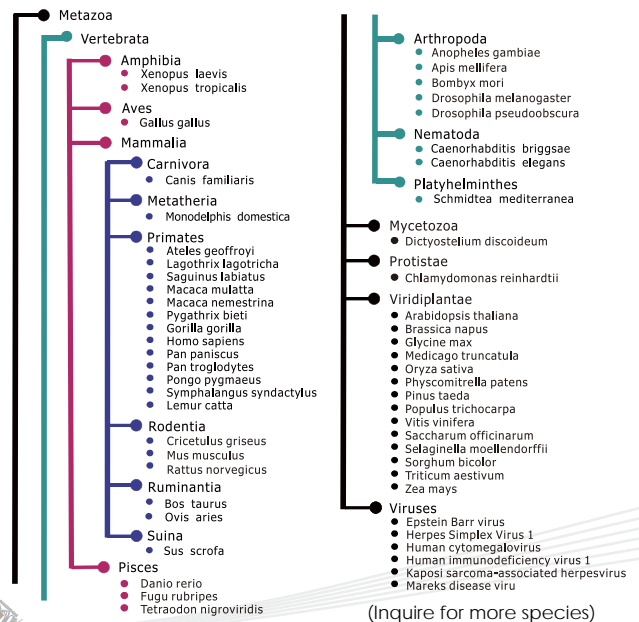 Metazoa
Vertebrata
Amphibia
Xenopus laevis
Xenopus tropicalis
Aves
Gallus gallus
Mammalia
Carnivora
Canis familiaris
Metatheria
Monodelphis domestica
Primates
Ateles geoffroyi
Lagothrix lagotricha
Saguinus labiatus
Macaca mulatta
Macaca nemestrina
Pygathrix bieti
Gorilla gorilla
Homo sapiens
Pan paniscus
Pan troglodytes
Pongo pygmaeus
Symphalangus syndactylus
Lemur catta
Rodentia
Cricetulus griseus
Mus musculus
Rattus norvegicus
Ruminantia
Bos taurus
Ovis aries
Suina
Sus scrofa
Pisces
Danio rerio
Fugu rubripes
Tetraodon nigroviridis
Arthropoda
Anopheles gambiae
Apis mellifera
Bombyx mori
Drosophila melanogaster
Drosophila pseudoobscura
Nematoda
Caenorhabditis briggsae
Caenorhabditis elegans
Platyhelminthes
Schmidtea mediterranea
Mycetozoa
Dictyostelium discoideum
Protistae
Chlamydomonas reinhardtii
Viridiplantae
Arabidopsis thaliana
Brassica napus
Glycine max
Medicago truncatula
Oryza sativa
Physcomitrella patens
Pinus taeda
Populus trichocarpa
Vitis vinifera
Saccharum officinarum
Selaginella moellendorffii
Sorghum bicolor
Triticum aestivum
Zea mays
Viruses
Epstein Barr virus
Herpes Simplex Virus 1
Human cytomegalovirus
Human immunodeficiency virus 1
Kaposi sarcoma-associated herpesvirus
Mareks disease viru
(Inquire for more species)